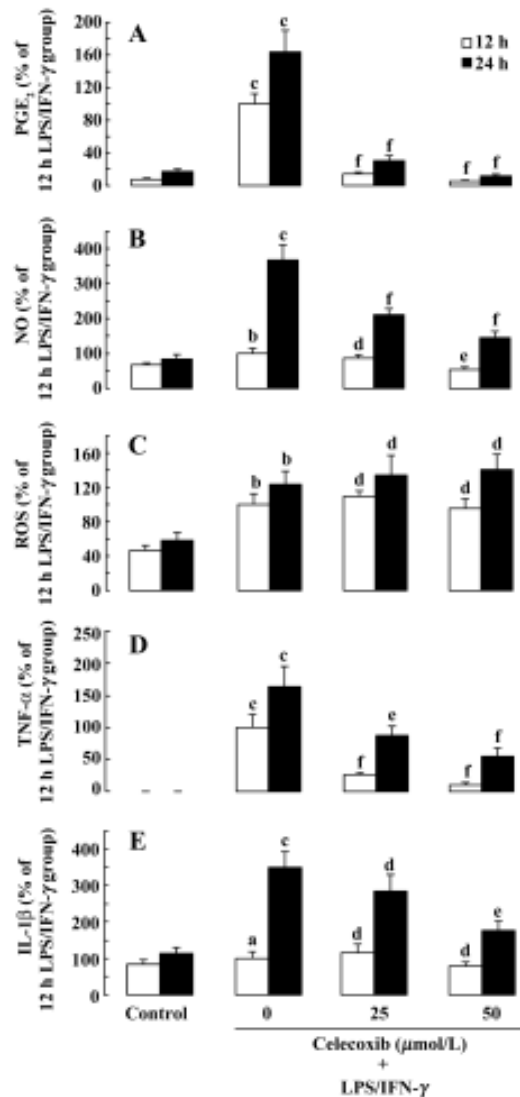 A
12 h
24 h
PGE2 (% of
12 h LPS/IFN-γ group)
200
160
120
80
40
0
c
c
f
f
f
f
B
NO (% of
12 h LPS/IFN-γ group)
400
300
200
100
0
b
c
d
f
e
f
C
ROS (% of
12 h LPS/IFN-γ group)
160
120
80
40
0
b
b
d
d
d
d
D
TNF-α (% of
12 h LPS/IFN-γ group)
250
200
150
100
50
0
c
c
f
e
f
f
E
IL-1β (% of
12 h LPS/IFN-γ group)
400
300
200
100
0
a
c
d
d
d
e
Control
0
25
50
Celecoxib (μmol/L)
+
LPS/IFN-γ